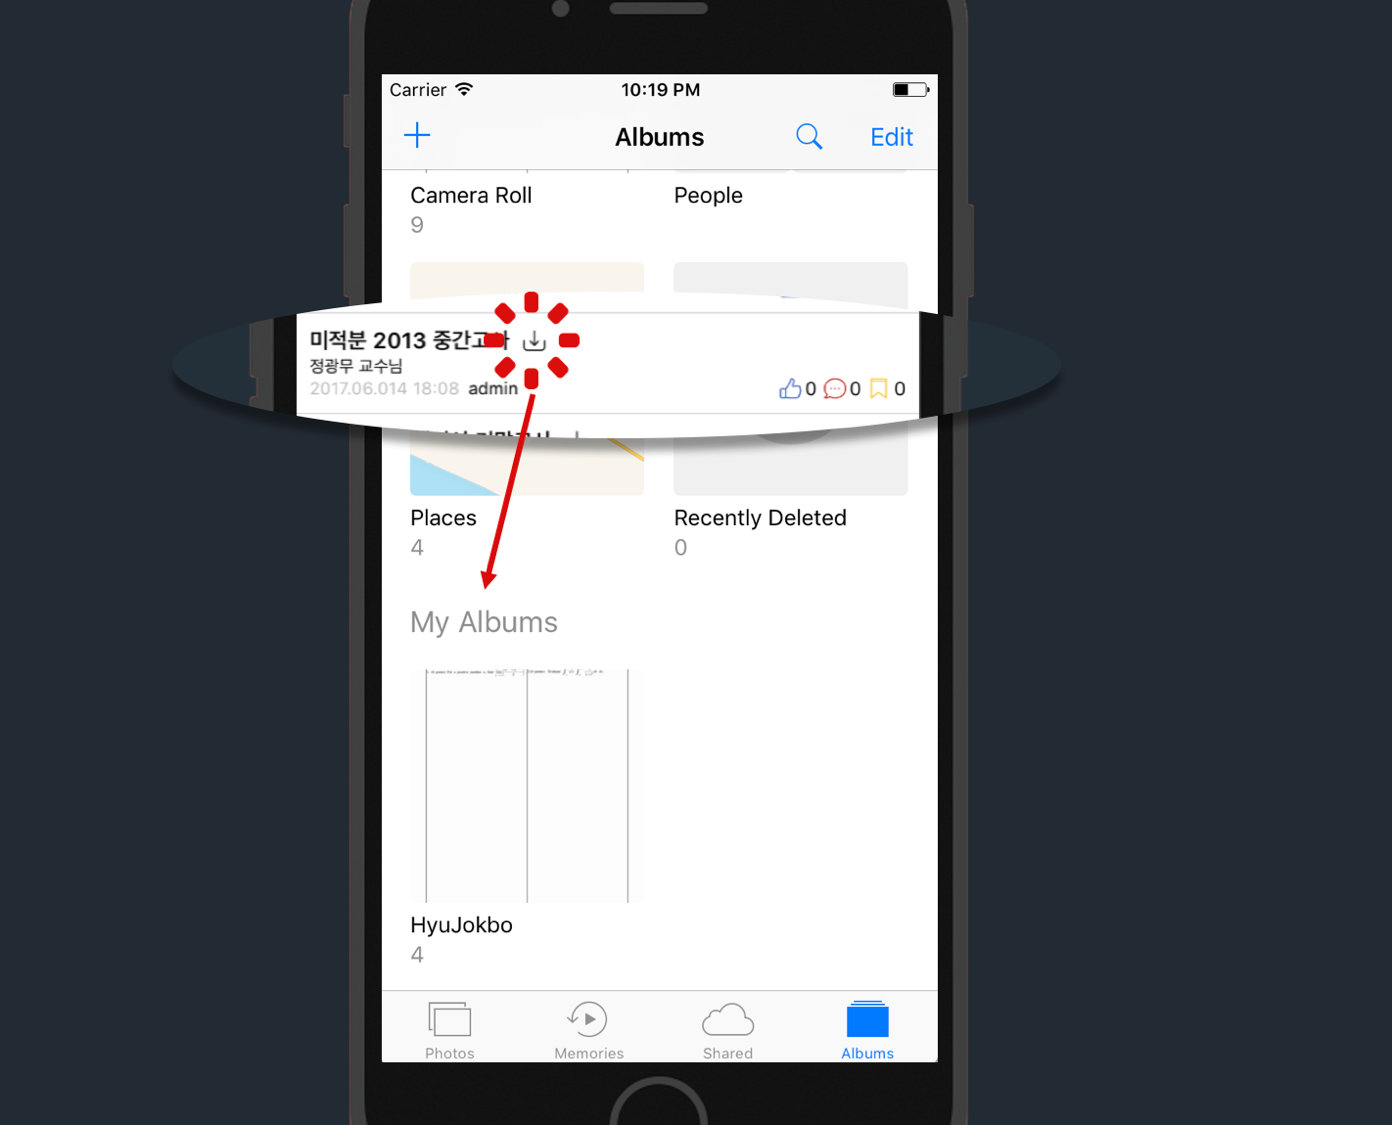 Carrier 10:19 PM
Albums Edit
Camera Roll People
9
미적분 2013 중간고사
정광무 교수님
2017.06.014 18:08 admin 0 0 0
Places Recently Deleted
4 0
My Albums
HyuJokbo
4
Photos Memories Shared Albums